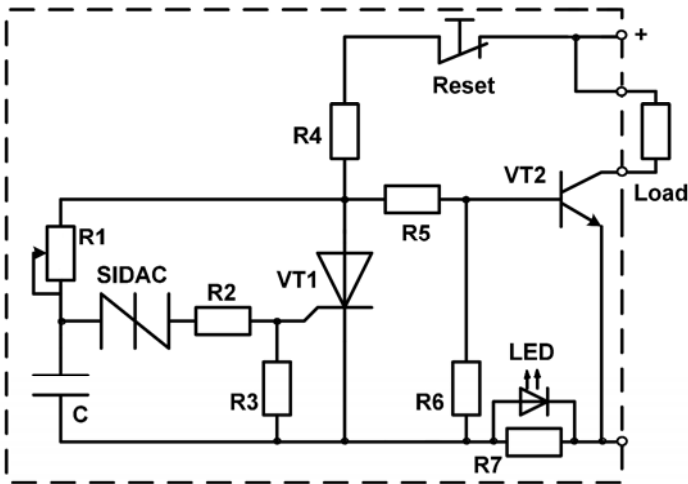 +
Reset
R4
VT2
Load
R5
R1
SIDAC
VT1
R2
LED
R3
R6
C
R7